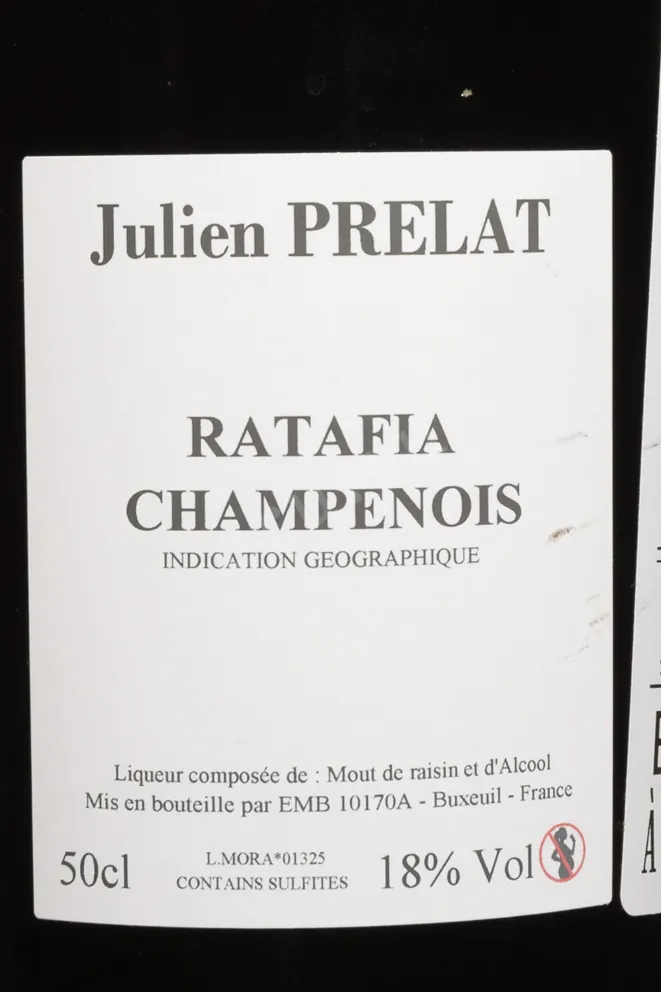 Julien PRELAT
RATAFIA
CHAMPENOIS
INDICATION GEOGRAPHIQUE
Liqueur composée de : Mout de raisin et d'Alcool
Mis en bouteille par EMB 10170A - Buxeuil - France
50cl
L.MORA*01325
CONTAINS SULFITES
18% Vol